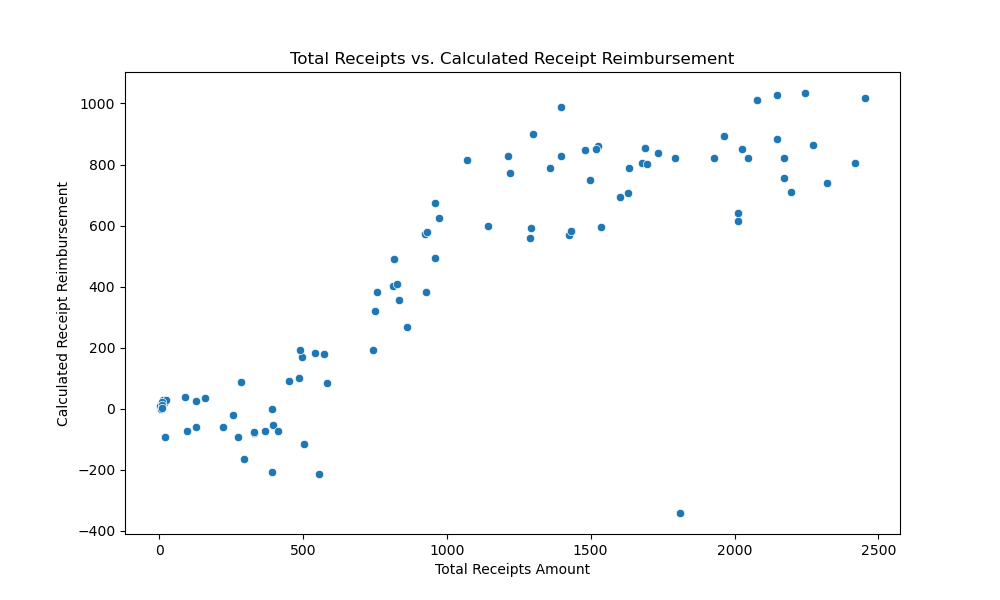 Total Receipts vs. Calculated Receipt Reimbursement
Calculated Receipt Reimbursement
1000
800
600
400
200
0
−200
−400
0 500 1000 1500 2000 2500
Total Receipts Amount